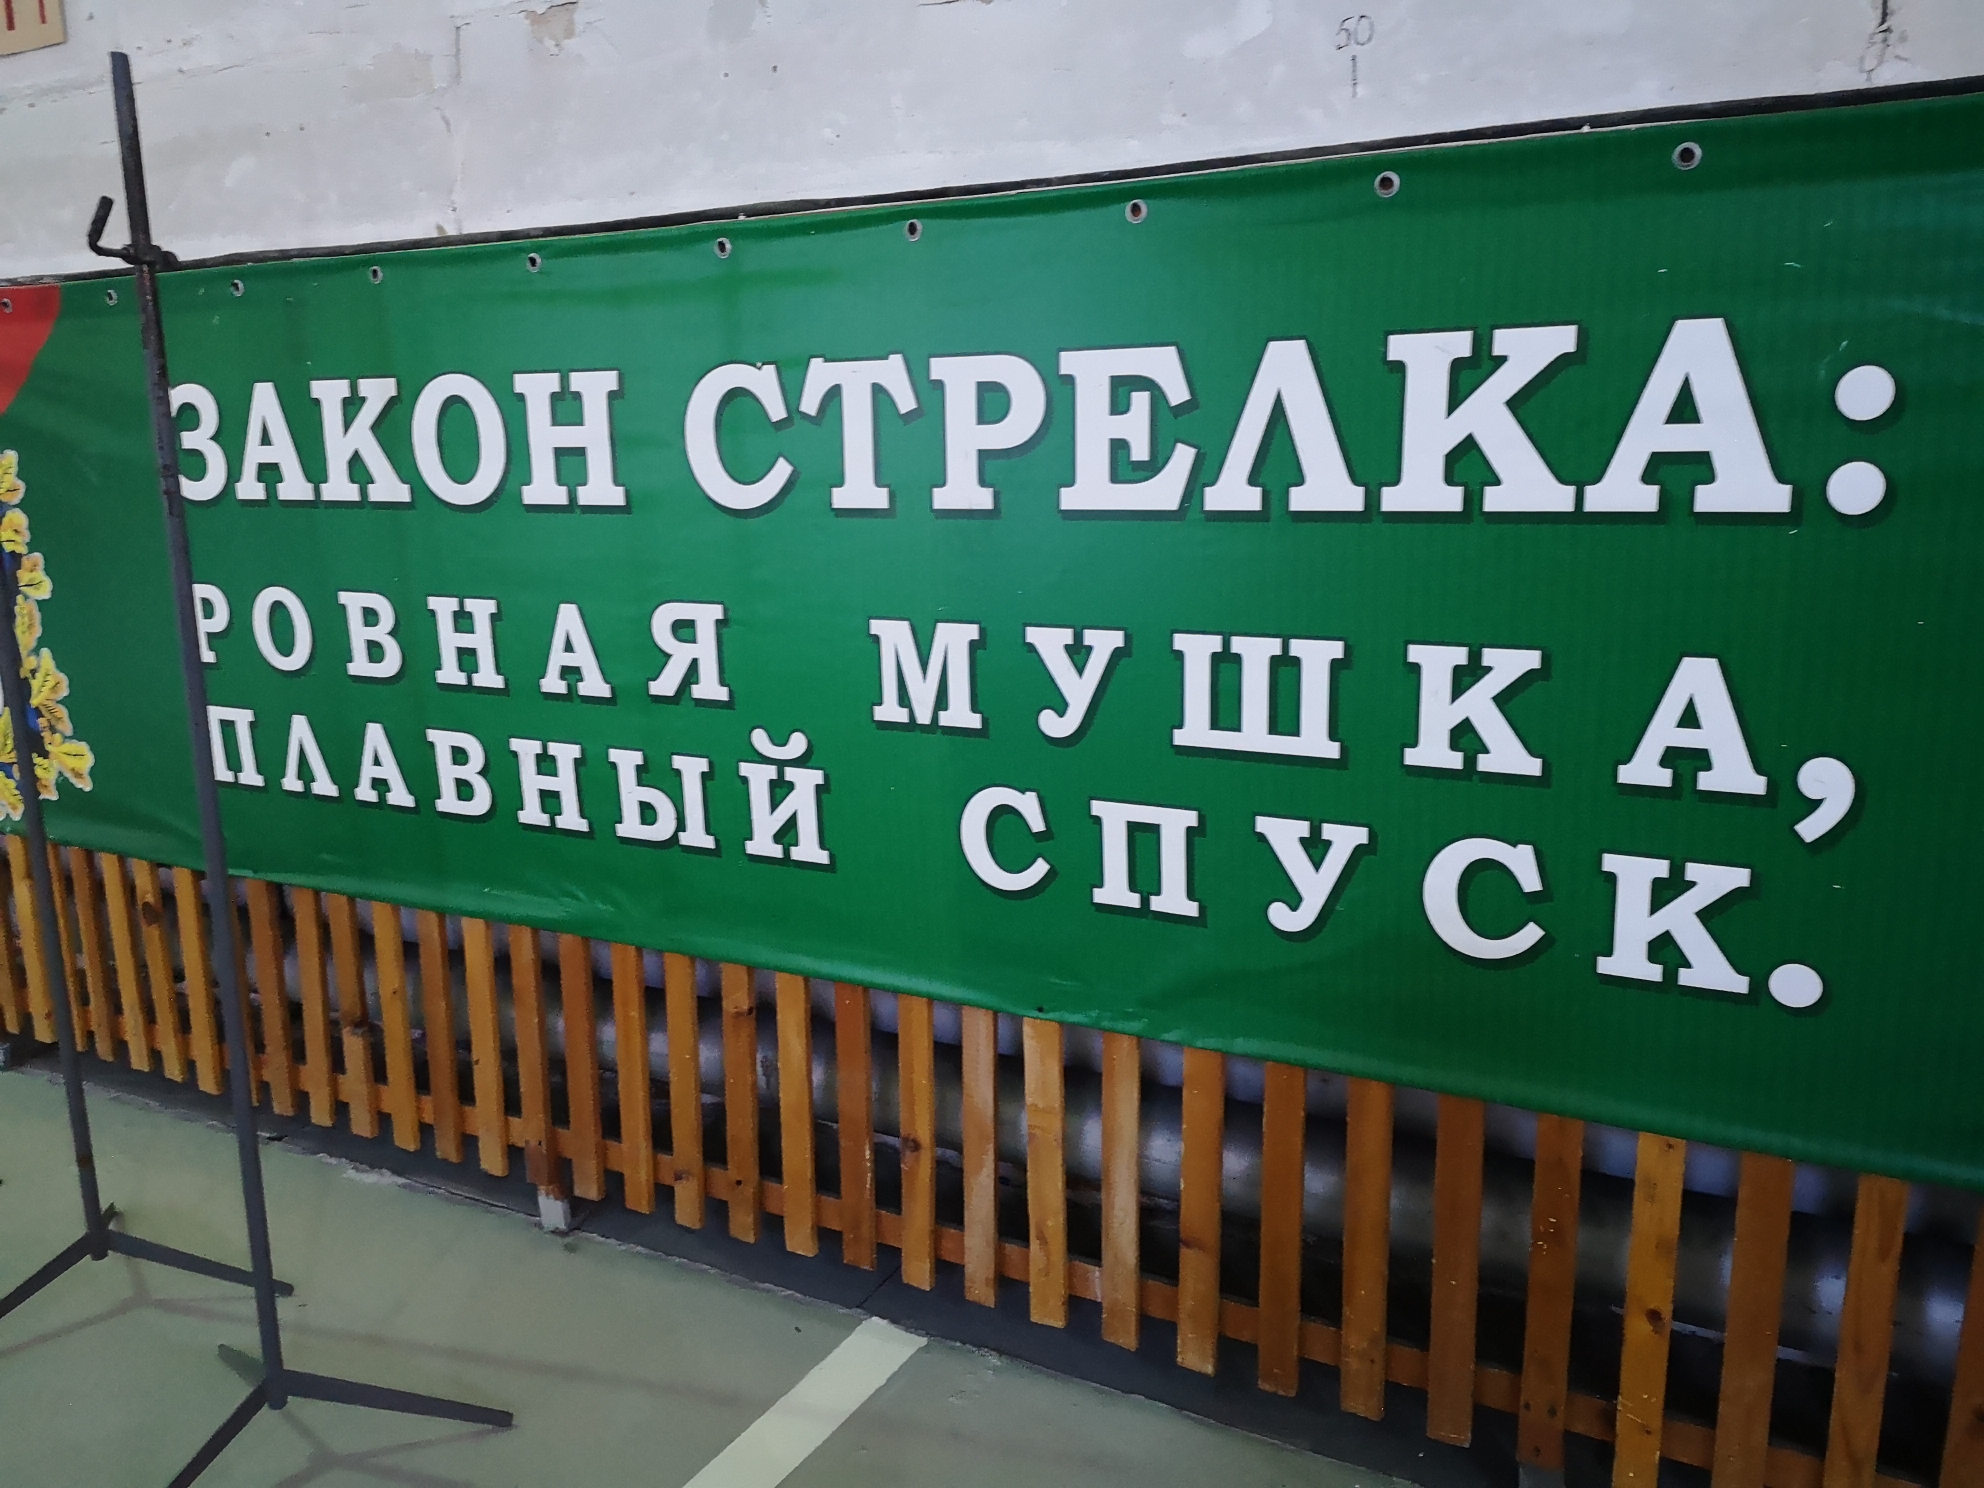 50
ЗАКОН СТРЕЛКА:
РОВНАЯ МУШКА,
ПЛАВНЫЙ СПУСК.